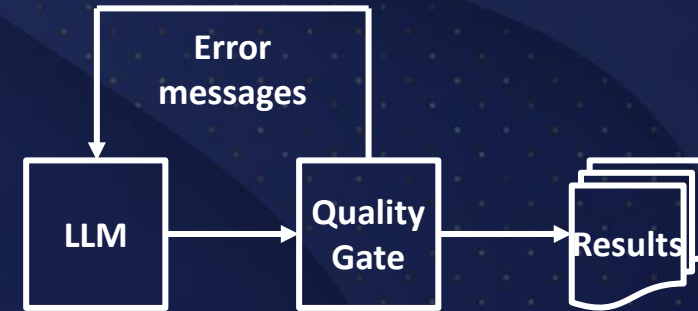 Error
messages
LLM
Quality
Gate
Results